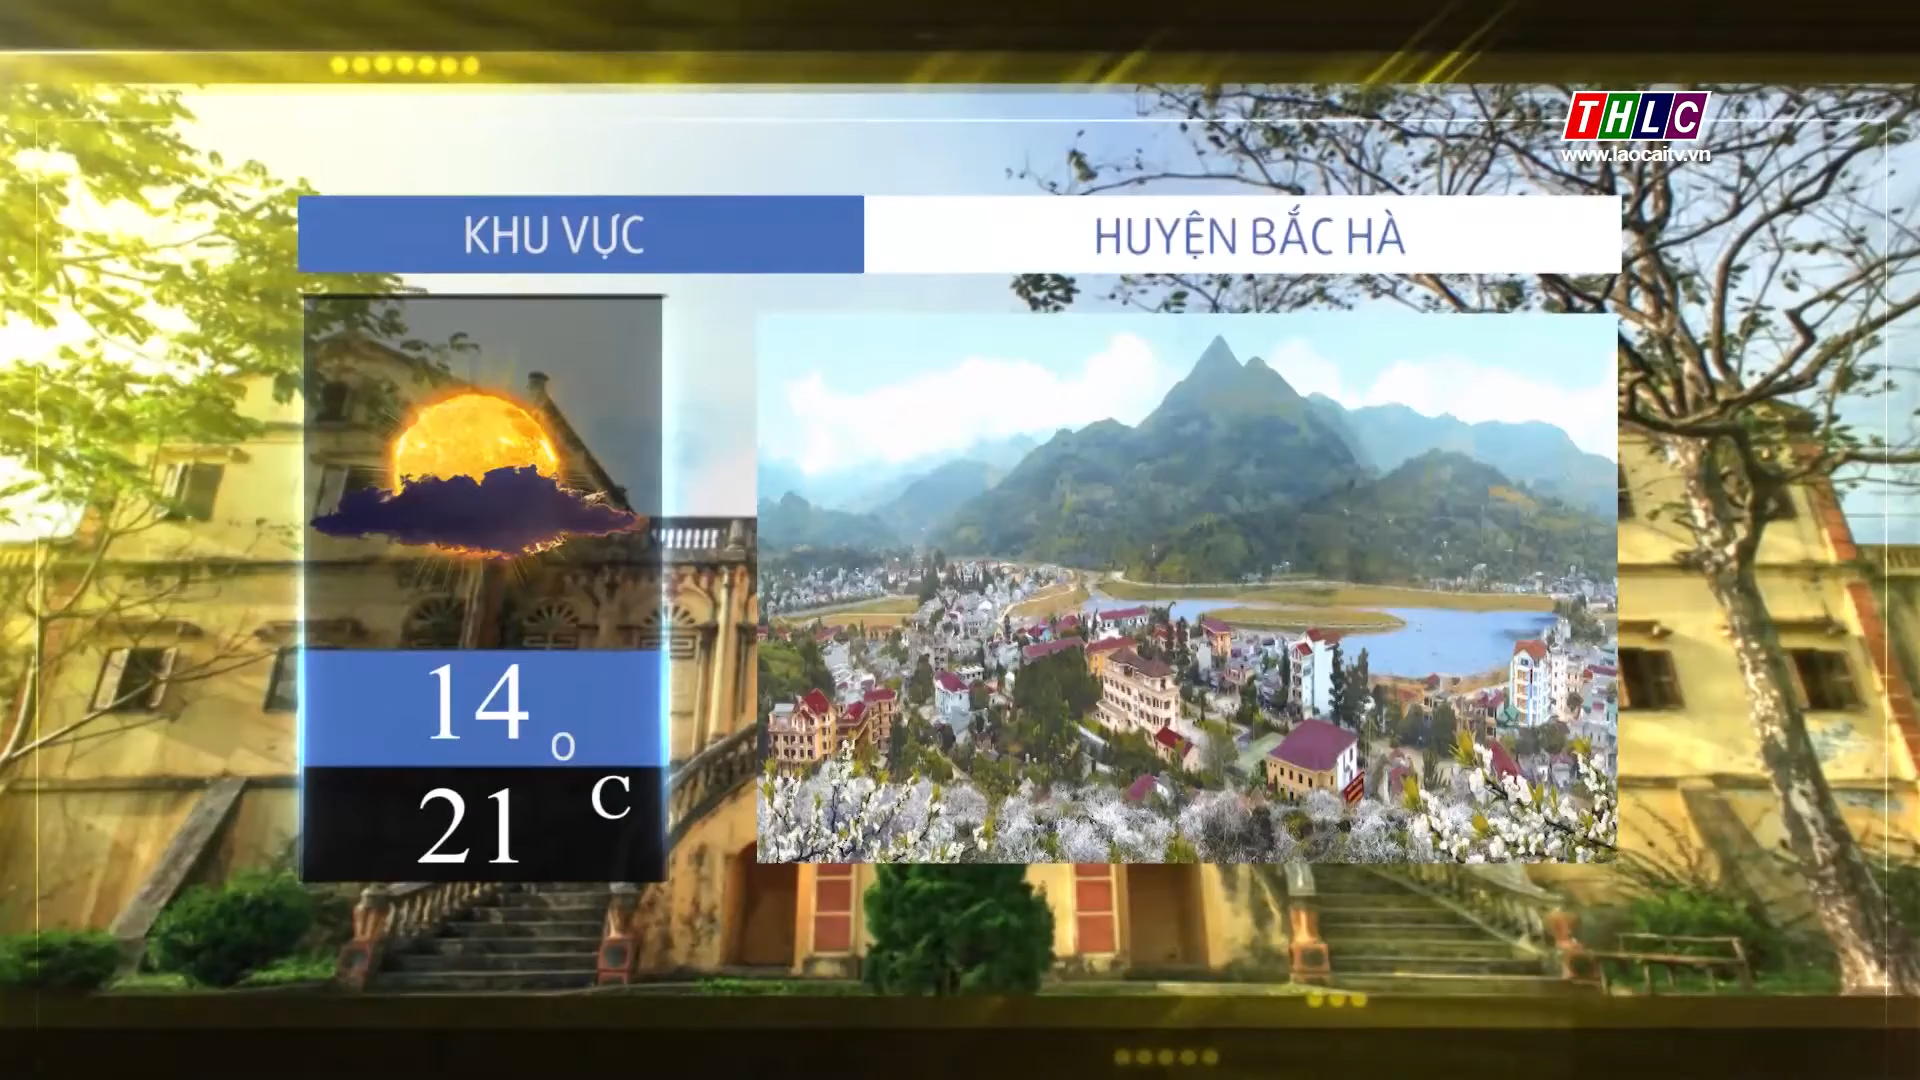 THLC
www.laocaitv.vn
KHU VỰC
HUYỆN BẮC HÀ
14
o
C
21